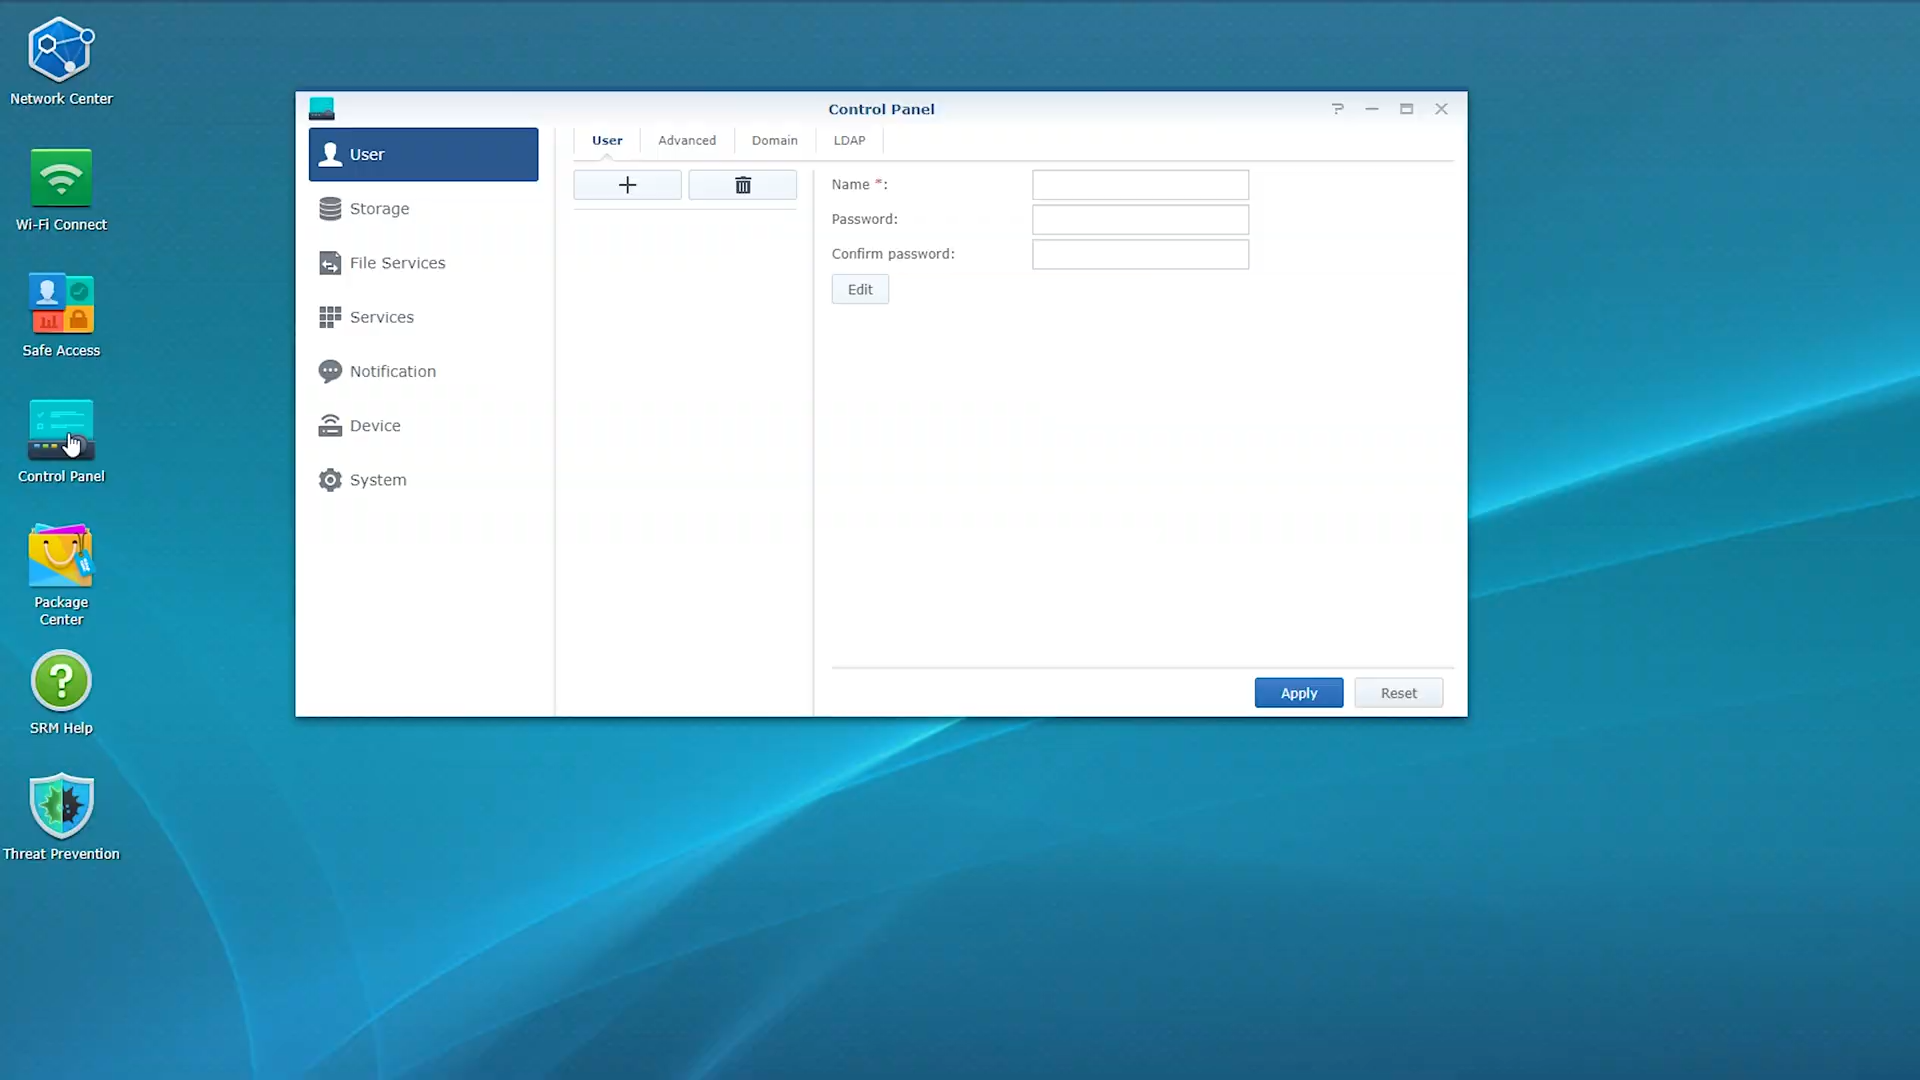 Network Center
Wi-Fi Connect
Safe Access
Control Panel
Package
Center
SRM Help
Threat Prevention
Control Panel
User
Storage
File Services
Services
Notification
Device
System
User Advanced Domain LDAP
Name *:
Password:
Confirm password:
Edit
Apply Reset